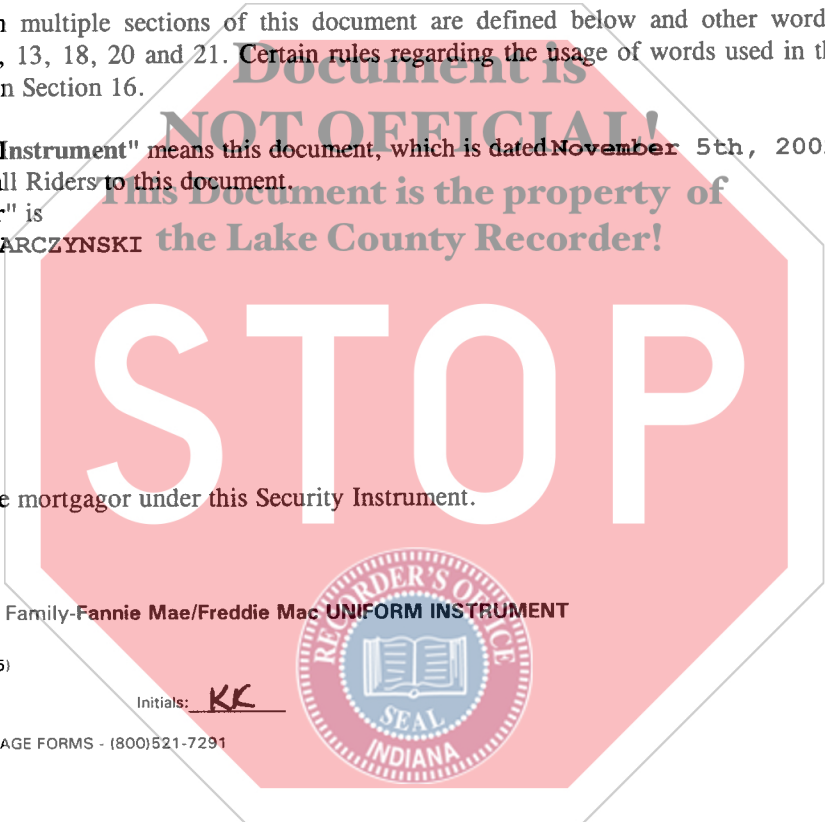 n multiple sections of this document are defined below and other word
, 13, 18, 20 and 21. Certain rules regarding the usage of words used in th
n Section 16.
Document is
NOT OFFICIAL!
Instrument" means this document, which is dated November 5th, 200
ll Riders to this document.
This Document is the property of
r" is
the Lake County Recorder!
ARCZYNSKI
STOP
e mortgagor under this Security Instrument.
Family-Fannie Mae/Freddie Mac UNIFORM INSTRUMENT
5)
Initials: KK
AGE FORMS - (800)521-7291
RECORDER'S OFFICE
SEAL
INDIANA